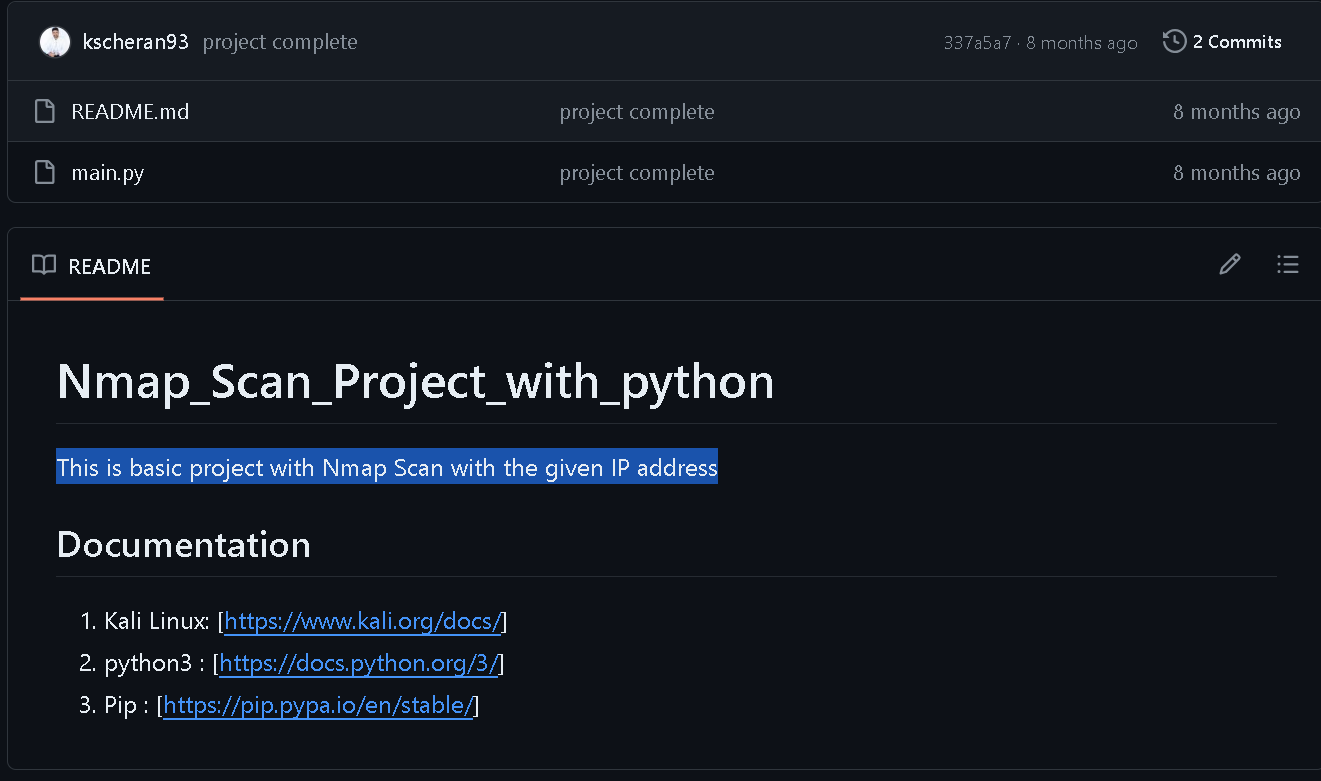 kscheran93 project complete 337a5a7 · 8 months ago 2 Commits
README.md project complete 8 months ago
main.py project complete 8 months ago
README
Nmap_Scan_Project_with_python
This is basic project with Nmap Scan with the given IP address
Documentation
1. Kali Linux: [https://www.kali.org/docs/]
2. python3 : [https://docs.python.org/3/]
3. Pip : [https://pip.pypa.io/en/stable/]